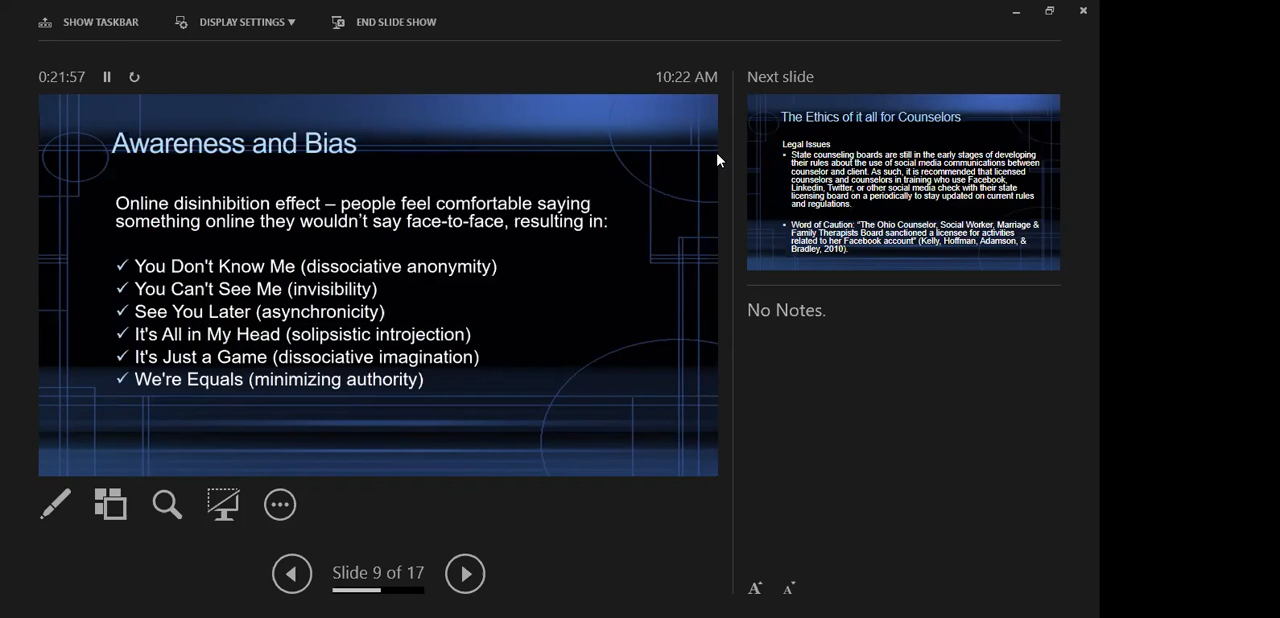 SHOW TASKBAR
DISPLAY SETTINGS ▼
END SLIDE SHOW
0:21:57
10:22 AM
Awareness and Bias
Online disinhibition effect – people feel comfortable saying
something online they wouldn't say face-to-face, resulting in:
✓ You Don't Know Me (dissociative anonymity)
✓ You Can't See Me (invisibility)
✓ See You Later (asynchronicity)
✓ It's All in My Head (solipsistic introjection)
✓ It's Just a Game (dissociative imagination)
✓ We're Equals (minimizing authority)
Slide 9 of 17
Next slide
The Ethics of it all for Counselors
Legal Issues
• State counseling boards are still in the early stages of developing
their rules about the use of social media communications between
counselor and client. As such, it is recommended that licensed
counselors and counselors in training who use Facebook,
Linkedin, Twitter, or other social media check with their state
licensing board on a periodically to stay updated on current rules
and regulations.
• Word of Caution: "The Ohio Counselor, Social Worker, Marriage &
Family Therapists Board sanctioned a licensee for activities
related to her Facebook account" (Kelly, Hoffman, Adamson, &
Bradley, 2010).
No Notes.
A A